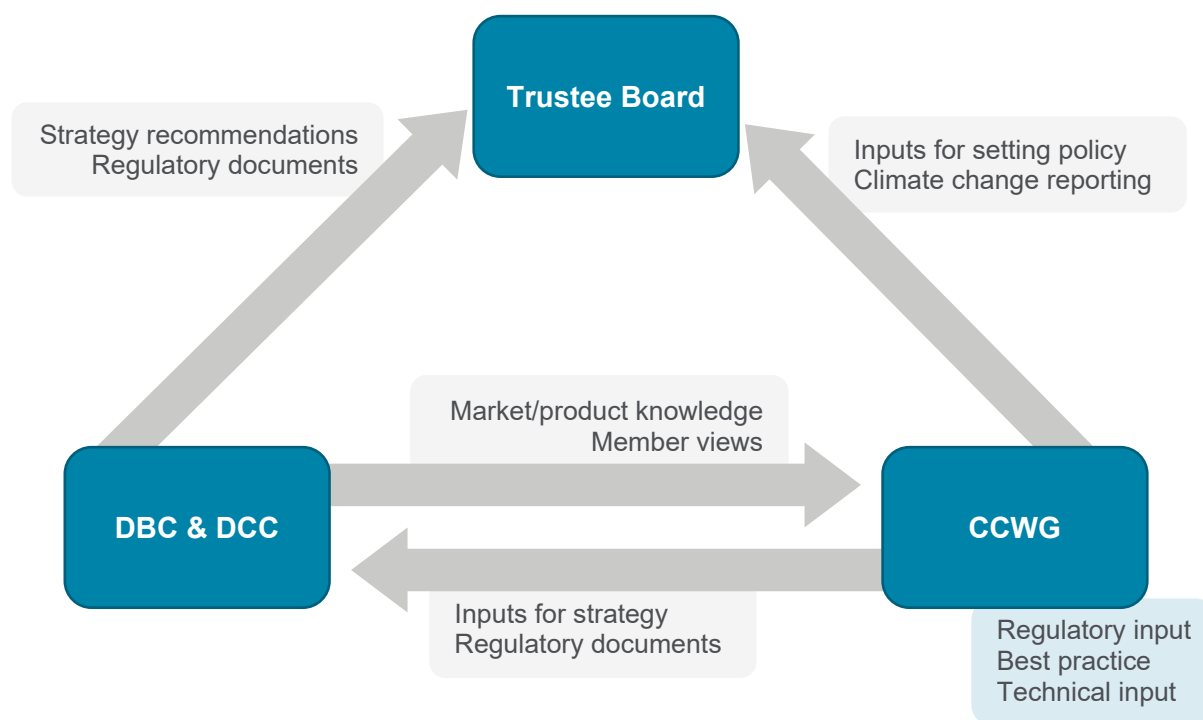 Trustee Board
Strategy recommendations
Regulatory documents
Inputs for setting policy
Climate change reporting
Market/product knowledge
Member views
DBC & DCC
CCWG
Inputs for strategy
Regulatory documents
Regulatory input
Best practice
Technical input